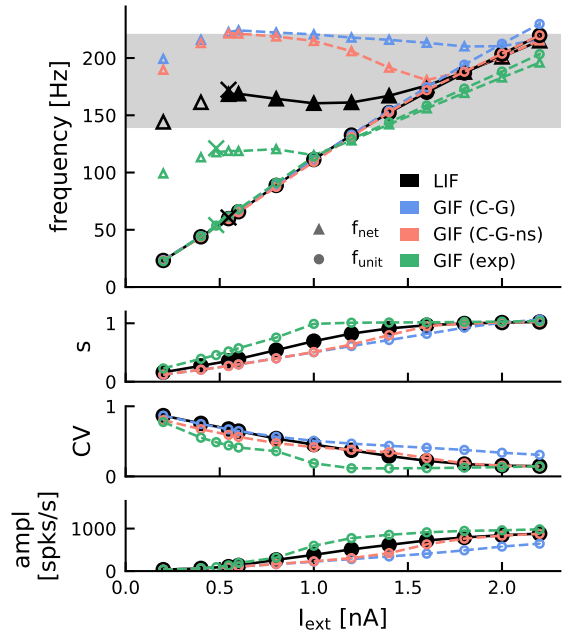 frequency [Hz]
200
150
100
50
0
LIF
GIF (C-G)
f_net GIF (C-G-ns)
f_unit GIF (exp)
s
1
0
CV
1
0
ampl
[spks/s]
1000
0
0.0 0.5 1.0 1.5 2.0
I_ext [nA]